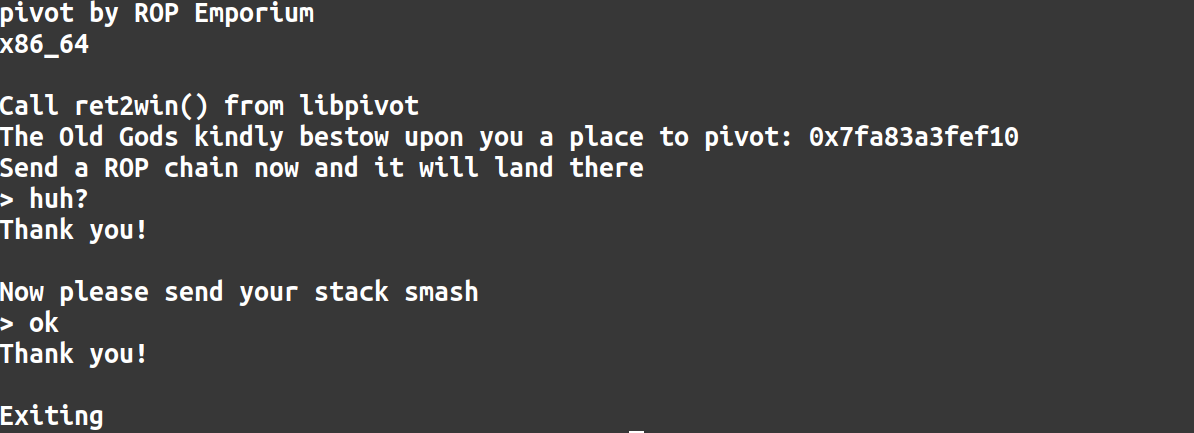 pivot by ROP Emporium
x86_64
Call ret2win() from libpivot
The Old Gods kindly bestow upon you a place to pivot: 0x7fa83a3fef10
Send a ROP chain now and it will land there
> huh?
Thank you!
Now please send your stack smash
> ok
Thank you!
Exiting